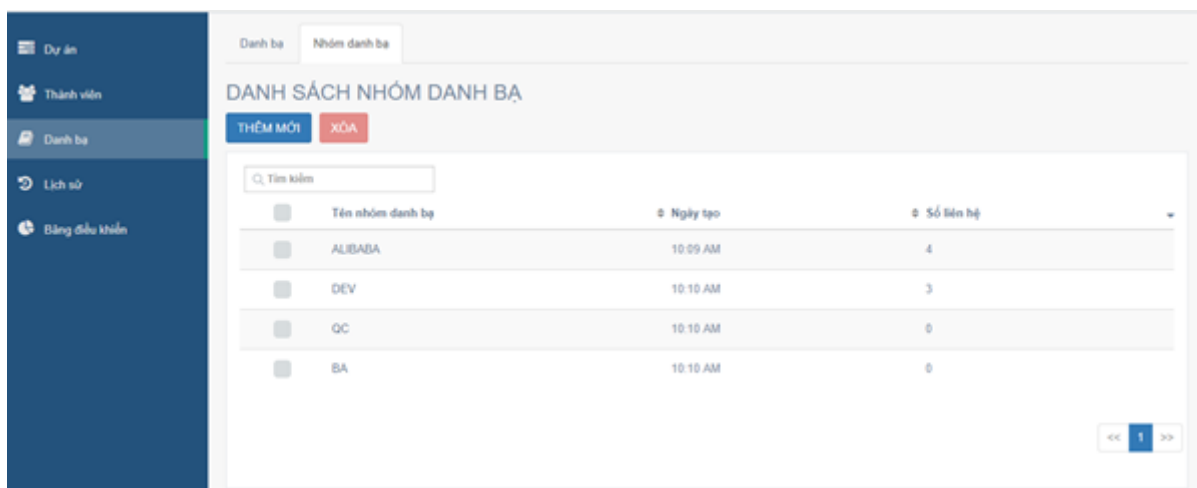 Dự án
Thành viên
Danh bạ
Lịch sử
Bảng điều khiển
Danh bạ Nhóm danh bạ
DANH SÁCH NHÓM DANH BẠ
THÊM MỚI XÓA
Tìm kiếm
Tên nhóm danh bạ Ngày tạo Số liên hệ
ALIBABA 10:09 AM 4
DEV 10:10 AM 3
QC 10:10 AM 0
BA 10:10 AM 0
<< 1 >>